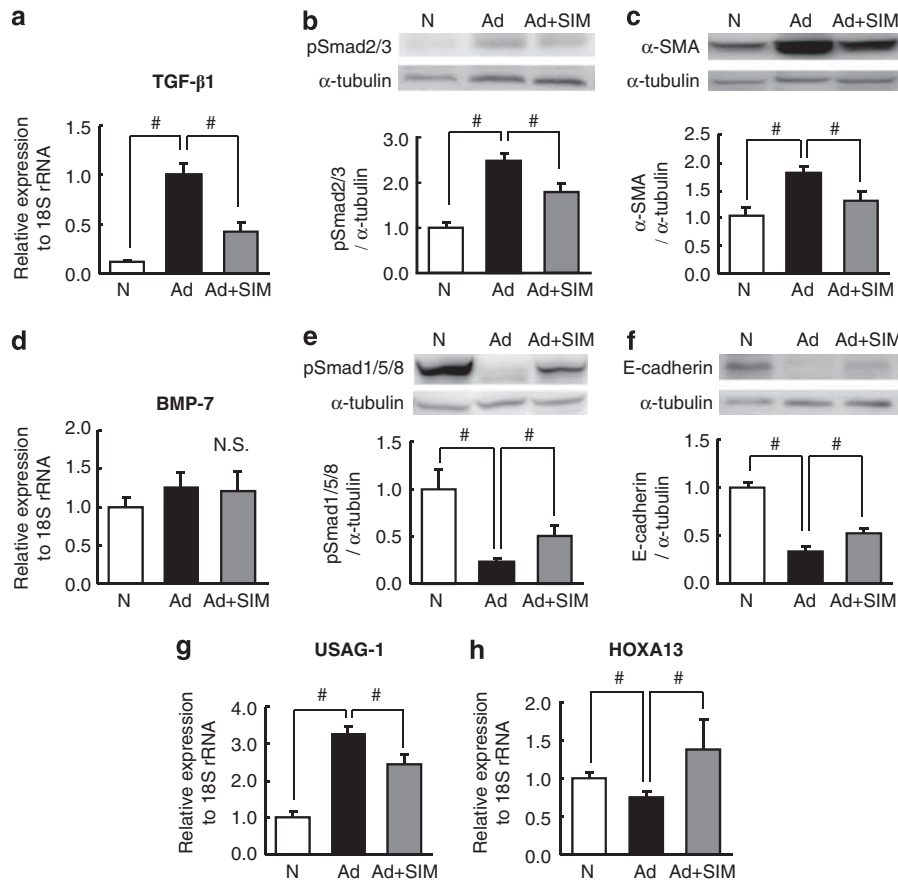 a
TGF-β1
Relative expression
to 18S rRNA
1.5
1.0
0.5
0.0
# #
N Ad Ad+SIM
b
N Ad Ad+SIM
pSmad2/3
α-tubulin
pSmad2/3
/ α-tubulin
3.0
2.0
1.0
0.0
# #
N Ad Ad+SIM
c
N Ad Ad+SIM
α-SMA
α-tubulin
α-SMA
/ α-tubulin
2.5
2.0
1.5
1.0
0.5
0.0
# #
N Ad Ad+SIM
d
BMP-7
Relative expression
to 18S rRNA
2.0
1.5
1.0
0.5
0.0
N.S.
N Ad Ad+SIM
e
N Ad Ad+SIM
pSmad1/5/8
α-tubulin
pSmad1/5/8
/ α-tubulin
1.5
1.0
0.5
0.0
# #
N Ad Ad+SIM
f
N Ad Ad+SIM
E-cadherin
α-tubulin
E-cadherin
/ α-tubulin
1.5
1.0
0.5
0.0
# #
N Ad Ad+SIM
g
USAG-1
Relative expression
to 18S rRNA
4.0
3.0
2.0
1.0
0.0
# #
N Ad Ad+SIM
h
HOXA13
Relative expression
to 18S rRNA
2.0
1.5
1.0
0.5
0.0
# #
N Ad Ad+SIM